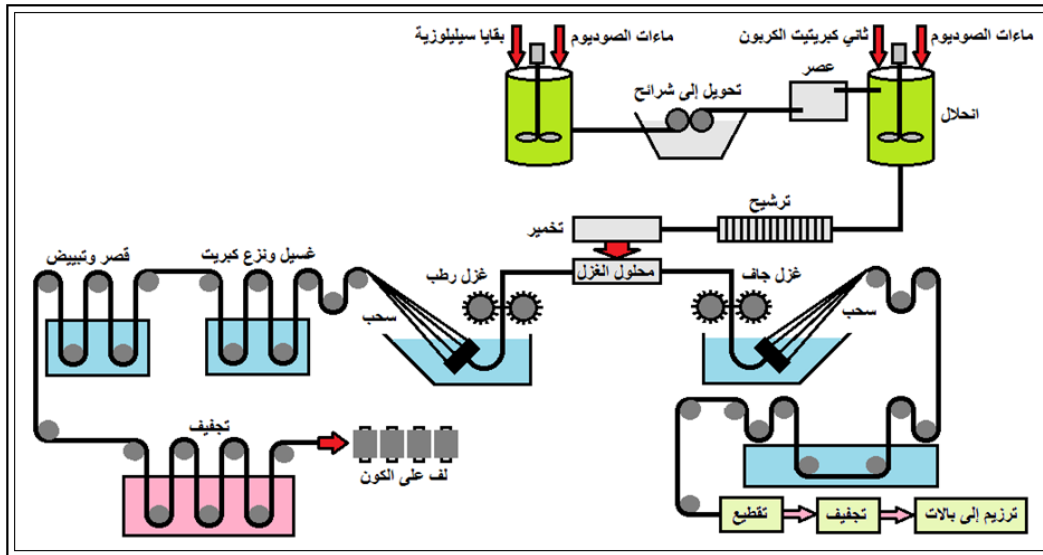 ماءات الصوديوم
ثاني كبريتيت الكربون
ماءات الصوديوم
بقايا سيليلوزية
عصر
تحويل إلى شرائح
انحلال
ترشيح
تخمير
محلول الغزل
غزل جاف
غزل رطب
غسيل ونزع كبريت
قصر وتبييض
سحب
سحب
تجفيف
لف على الكون
تقطيع
تجفيف
ترزيم إلى بالات